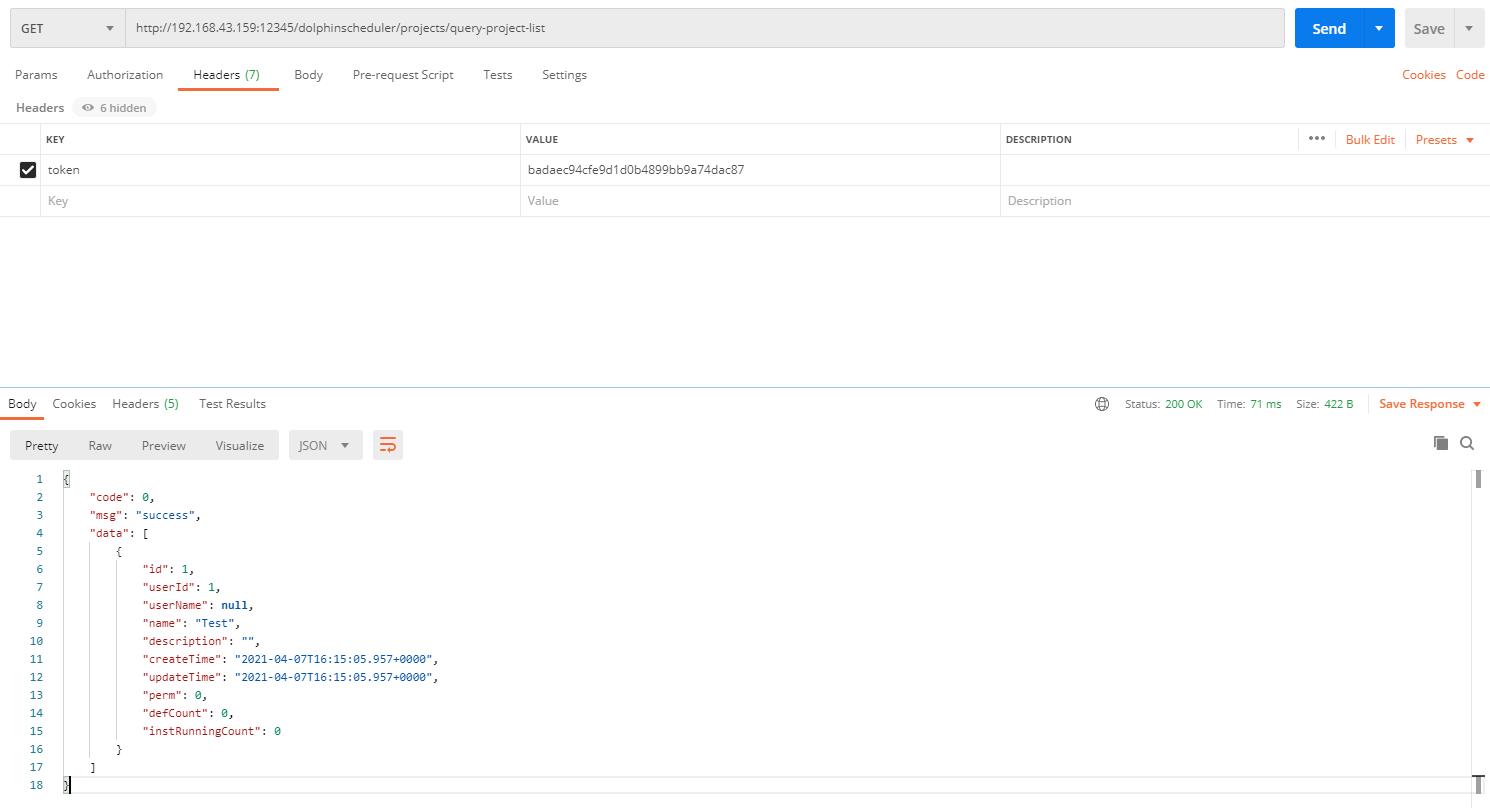 GET http://192.168.43.159:12345/dolphinscheduler/projects/query-project-list Send Save
Params Authorization Headers (7) Body Pre-request Script Tests Settings Cookies Code
Headers 6 hidden
KEY VALUE DESCRIPTION ••• Bulk Edit Presets
token badaec94cfe9d1d0b4899bb9a74dac87
Key Value Description
Body Cookies Headers (5) Test Results Status: 200 OK Time: 71 ms Size: 422 B Save Response
Pretty Raw Preview Visualize JSON
1 {
2 "code": 0,
3 "msg": "success",
4 "data": [
5 {
6 "id": 1,
7 "userId": 1,
8 "userName": null,
9 "name": "Test",
10 "description": "",
11 "createTime": "2021-04-07T16:15:05.957+0000",
12 "updateTime": "2021-04-07T16:15:05.957+0000",
13 "perm": 0,
14 "defCount": 0,
15 "instRunningCount": 0
16 }
17 ]
18 }